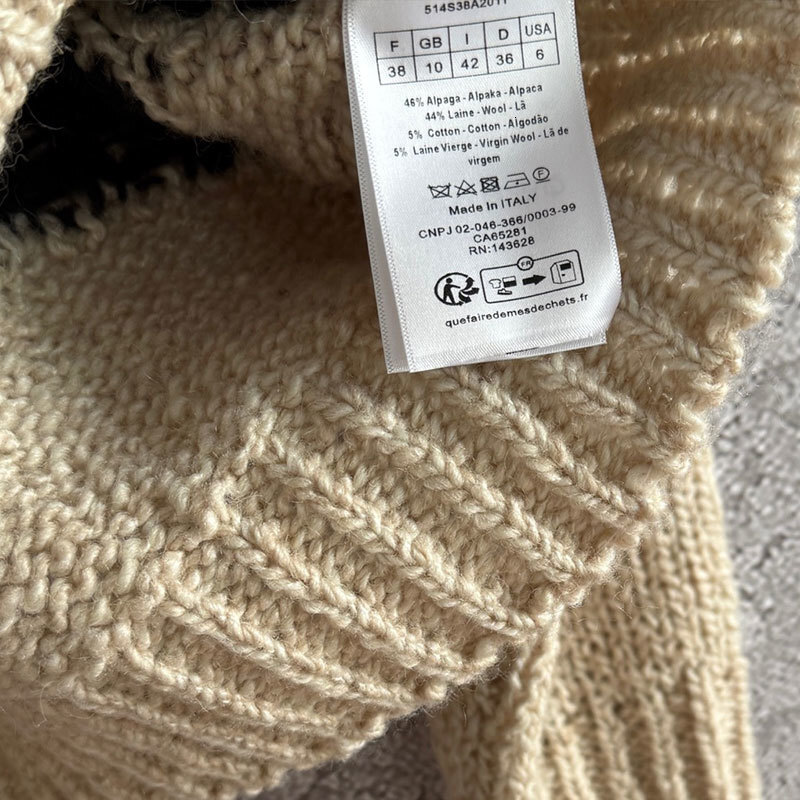 514S38A2011
F GB I D USA
38 10 42 36 6
46% Alpaga - Alpaka - Alpaca
44% Laine - Wool - Lã
5% Cotton - Cotton - Algodão
5% Laine Vierge - Virgin Wool - Lã de
virgem
F
Made In ITALY
CNPJ 02-046-366/0003-99
CA65281
RN:143628
FR
quefairedemesdechets.fr